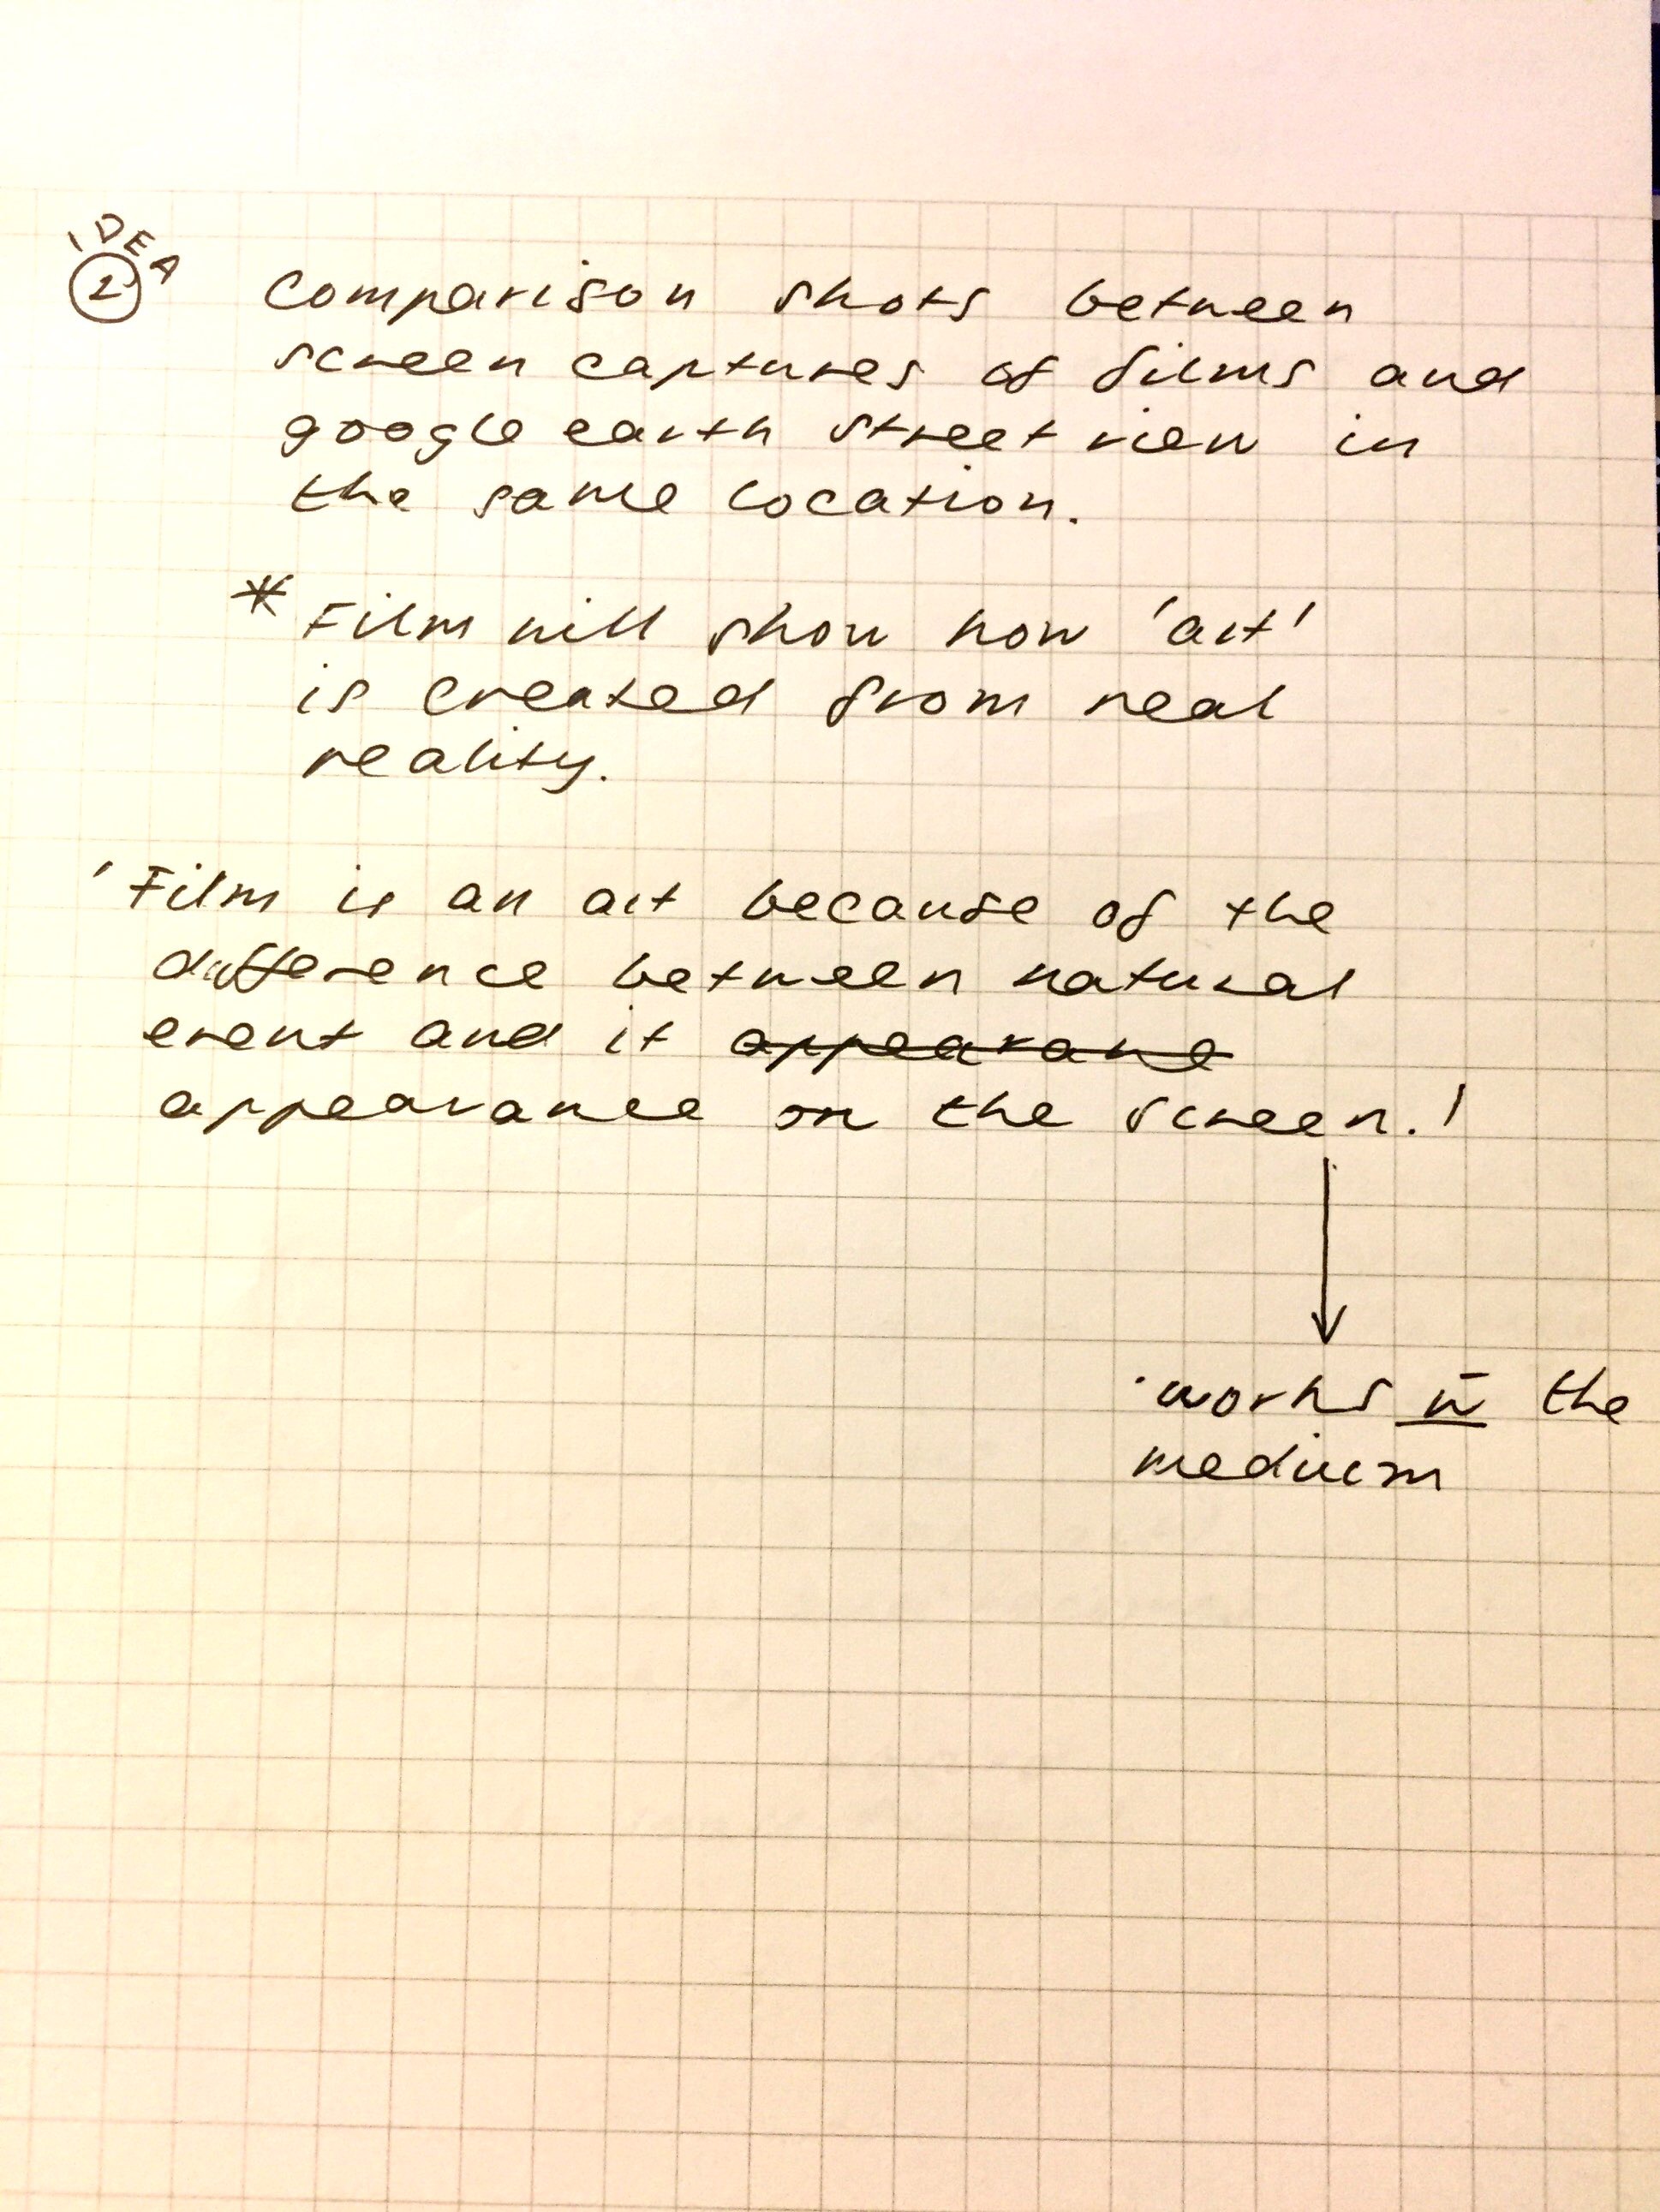 IDEA
2
Comparison shots between
screen captures of films and
google earth street view in
the same location.
* Film will show how 'art'
is created from real
reality.
'Film is an art because of the
difference between natural
event and it appearane
appearance on the screen.'
works in the
medium